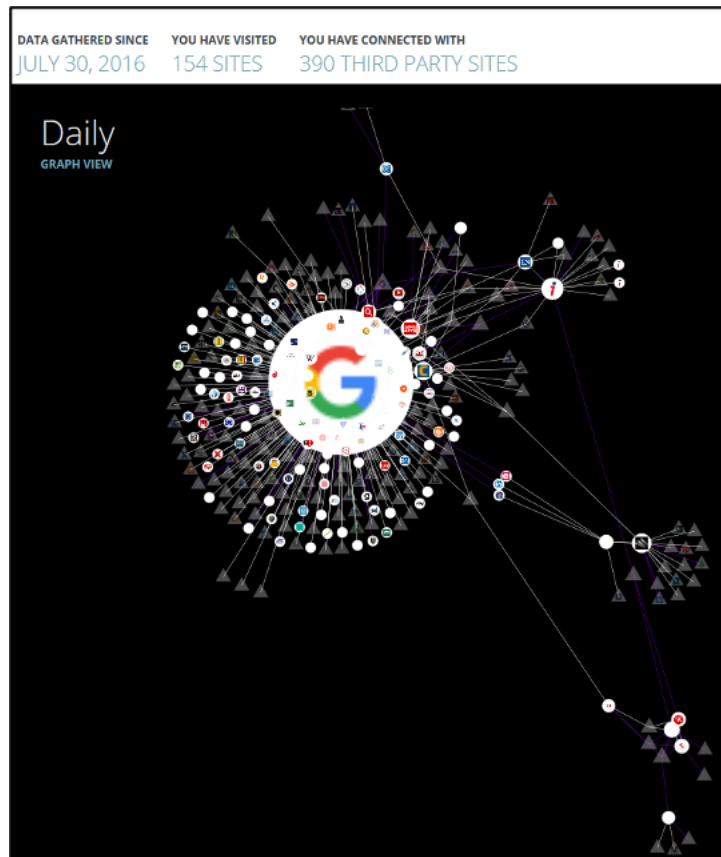 DATA GATHERED SINCE YOU HAVE VISITED YOU HAVE CONNECTED WITH
JULY 30, 2016 154 SITES 390 THIRD PARTY SITES
Daily
GRAPH VIEW
G